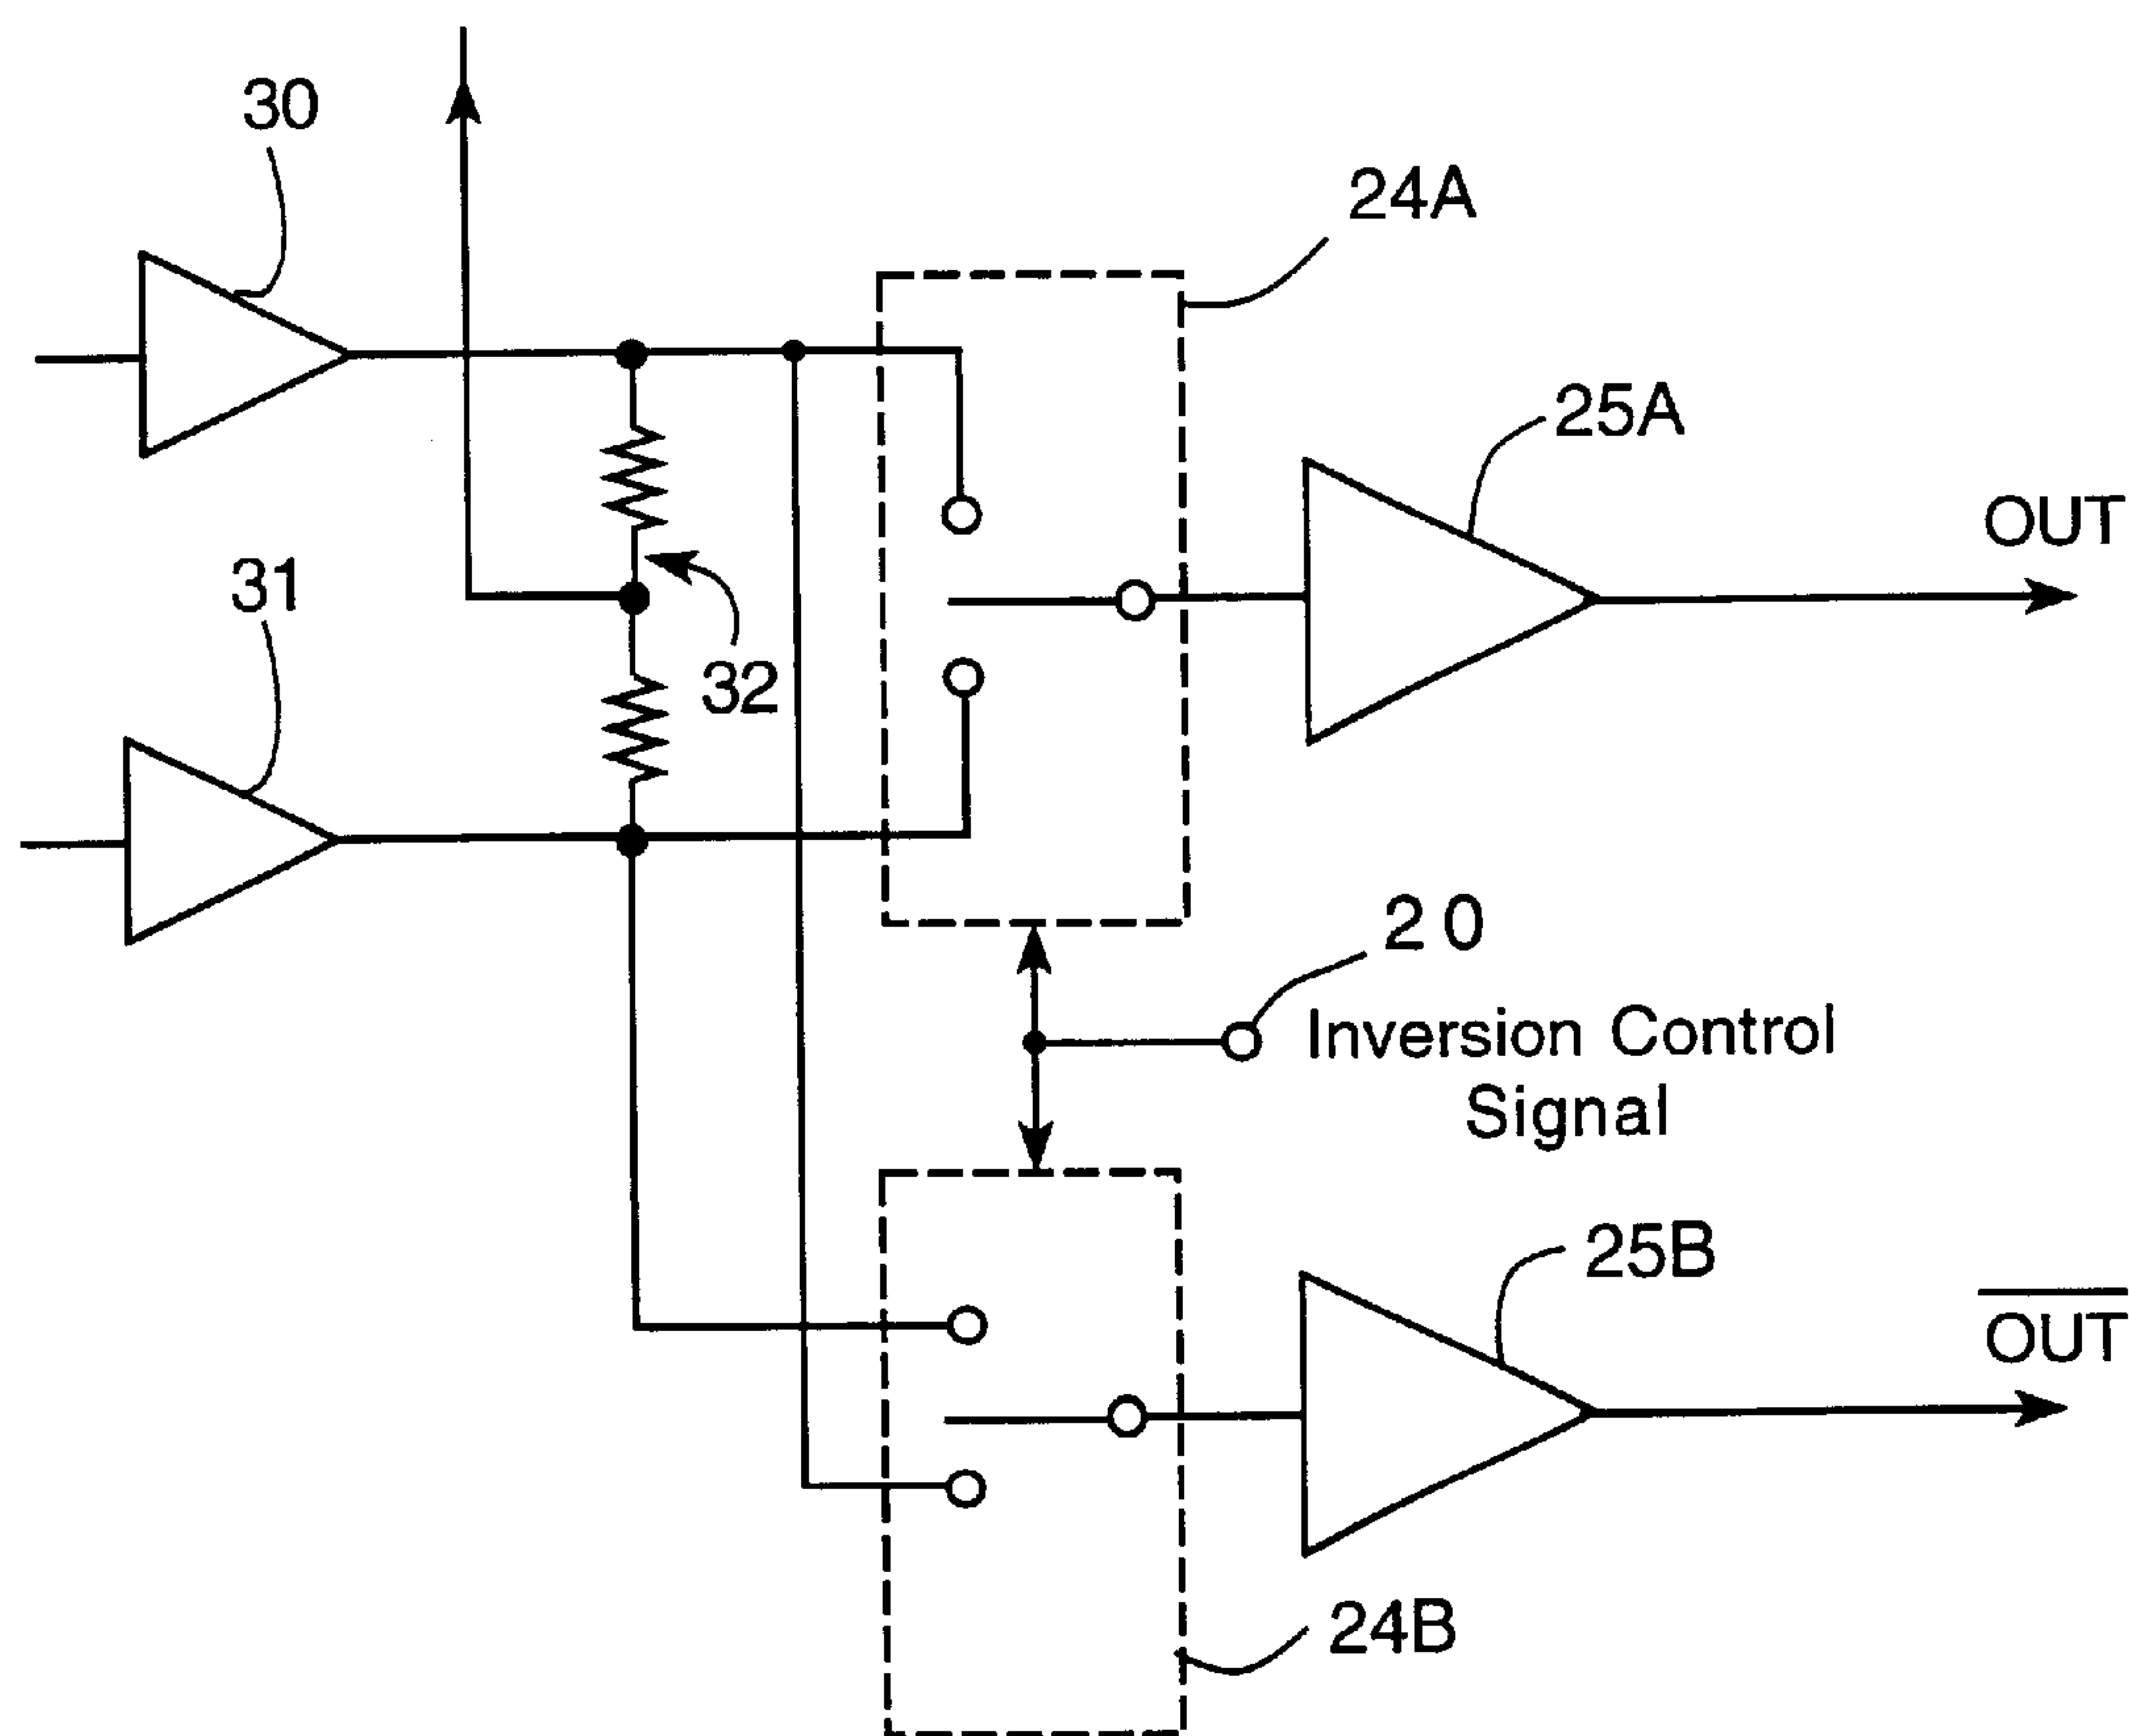 30
24A
25A
OUT
31
32
20
Inversion Control
Signal
25B
OUT
24B